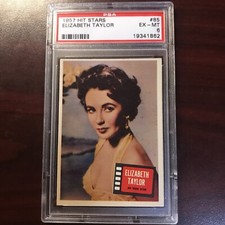 PSA
1957 HIT STARS #85
ELIZABETH TAYLOR EX-MT
6
19341862
ELIZABETH
TAYLOR